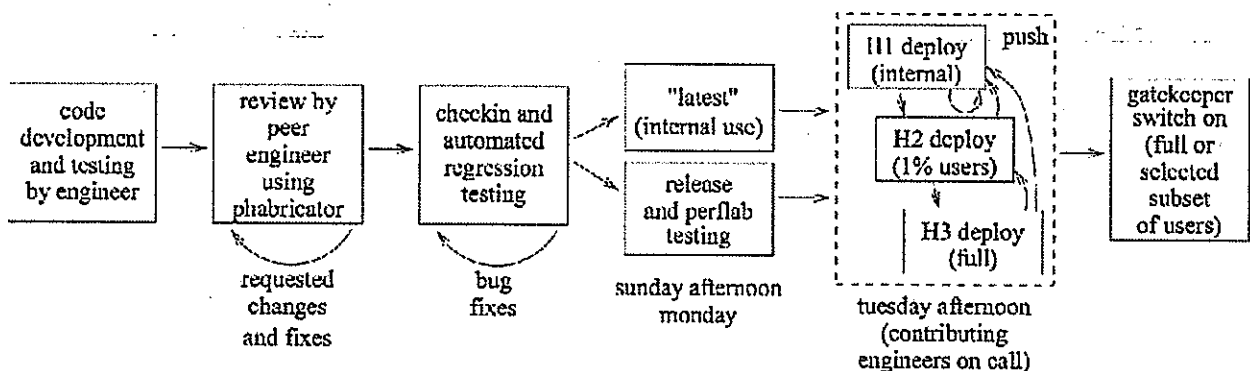 code
development
and testing
by engineer
review by
peer
engineer
using
phabricator
requested
changes
and fixes
checkin and
automated
regression
testing
bug
fixes
"latest"
(internal use)
release
and perflab
testing
sunday afternoon
monday
push
H1 deploy
(internal)
H2 deploy
(1% users)
H3 deploy
(full)
tuesday afternoon
(contributing
engineers on call)
gatekeeper
switch on
(full or
selected
subset
of users)